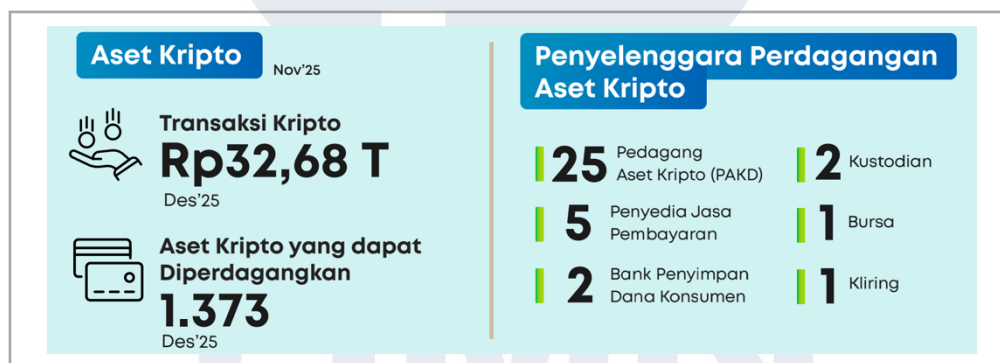 Aset Kripto
Nov'25
Transaksi Kripto
Rp32,68 T
Des'25
Aset Kripto yang dapat
Diperdagangkan
1.373
Des'25
Penyelenggara Perdagangan
Aset Kripto
25 Pedagang
Aset Kripto (PAKD)
5 Penyedia Jasa
Pembayaran
2 Bank Penyimpan
Dana Konsumen
2 Kustodian
1 Bursa
1 Kliring